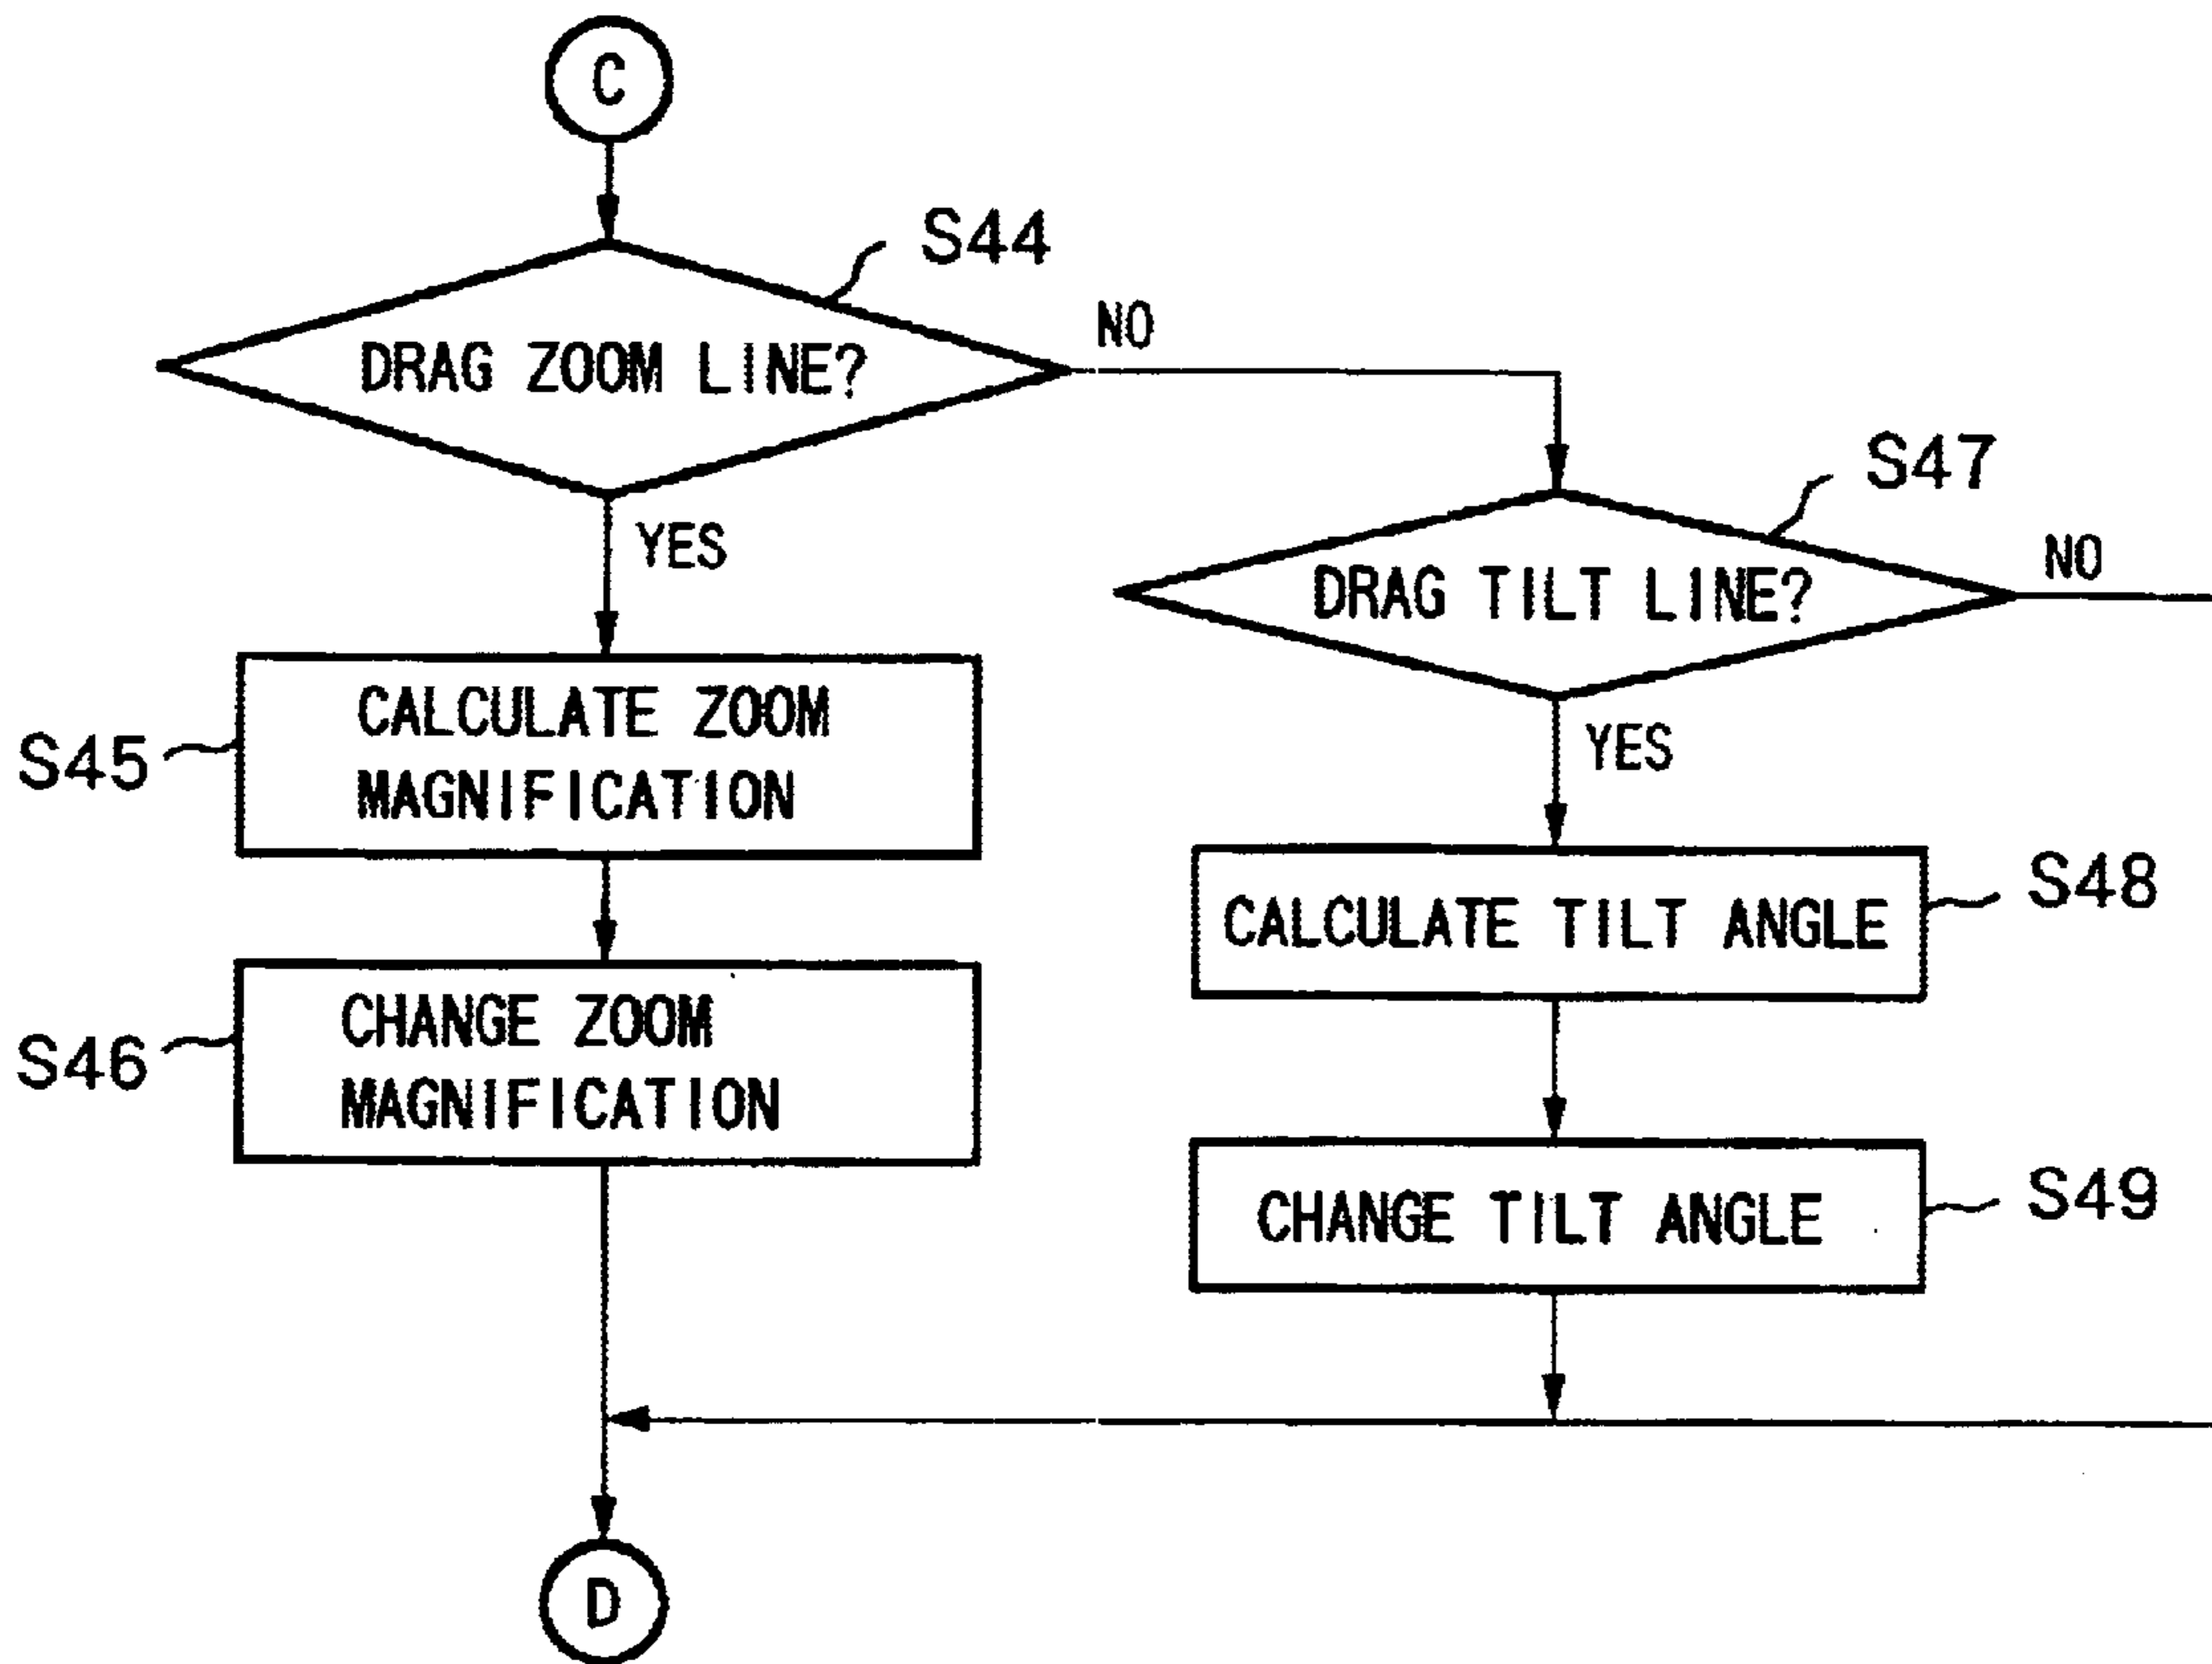 C
S44
DRAG ZOOM LINE?
NO
YES
S47
DRAG TILT LINE?
NO
YES
S45
CALCULATE ZOOM
MAGNIFICATION
S48
CALCULATE TILT ANGLE
S46
CHANGE ZOOM
MAGNIFICATION
S49
CHANGE TILT ANGLE
D